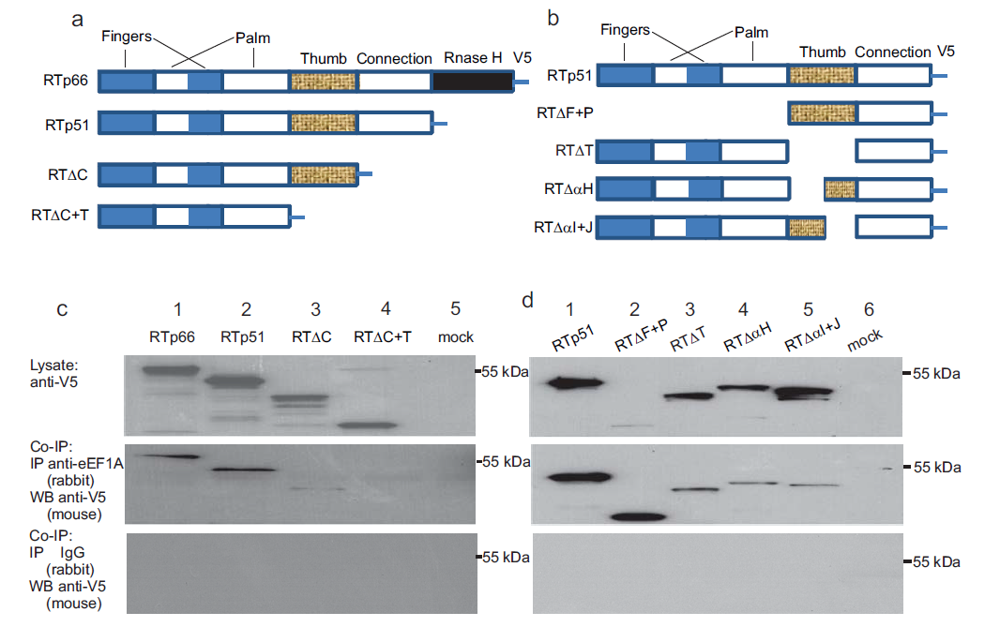 a
Fingers Palm
Thumb Connection Rnase H V5
RTp66
RTp51
RTΔC
RTΔC+T
b
Fingers Palm
Thumb Connection V5
RTp51
RTΔF+P
RTΔT
RTΔαH
RTΔαI+J
c
1 2 3 4 5
RTp66 RTp51 RTΔC RTΔC+T mock
Lysate:
anti-V5
55 kDa
Co-IP:
IP anti-eEF1A
(rabbit)
WB anti-V5
(mouse)
55 kDa
Co-IP:
IP IgG
(rabbit)
WB anti-V5
(mouse)
55 kDa
d
1 2 3 4 5 6
RTp51 RTΔF+P RTΔT RTΔαH RTΔαI+J mock
55 kDa
55 kDa
55 kDa